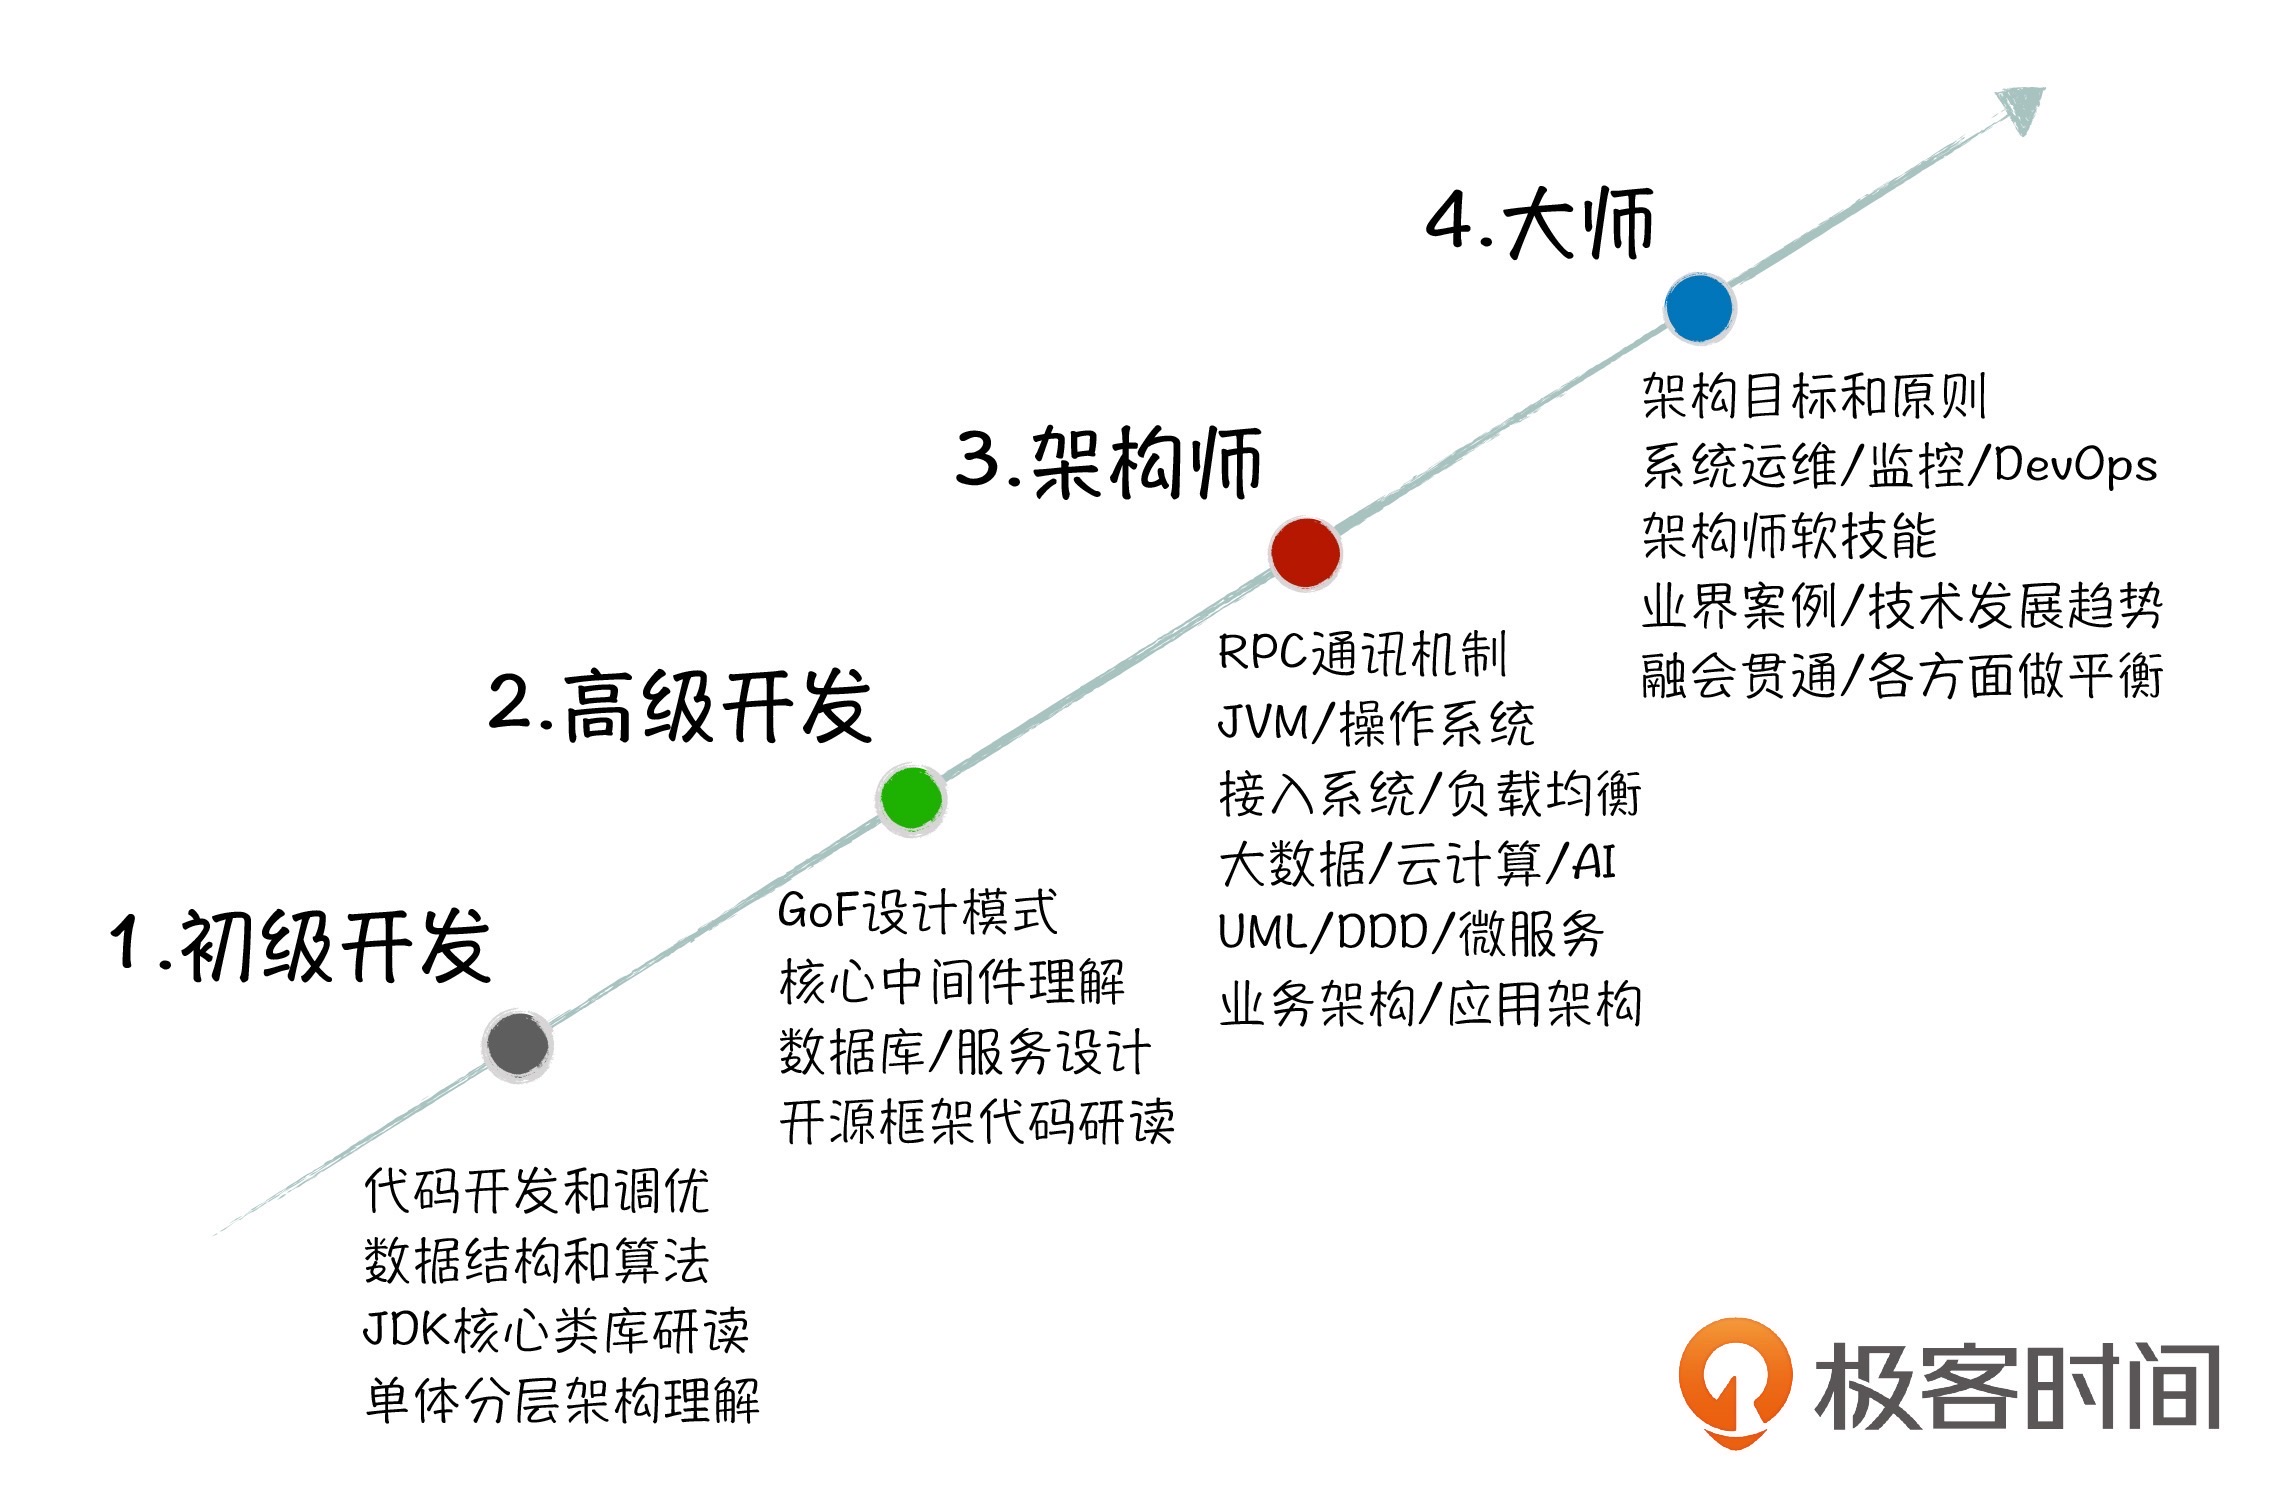 1.初级开发
代码开发和调优
数据结构和算法
JDK核心类库研读
单体分层架构理解
2.高级开发
GoF设计模式
核心中间件理解
数据库/服务设计
开源框架代码研读
3.架构师
RPC通讯机制
JVM/操作系统
接入系统/负载均衡
大数据/云计算/AI
UML/DDD/微服务
业务架构/应用架构
4.大师
架构目标和原则
系统运维/监控/DevOps
架构师软技能
业界案例/技术发展趋势
融会贯通/各方面做平衡
极客时间